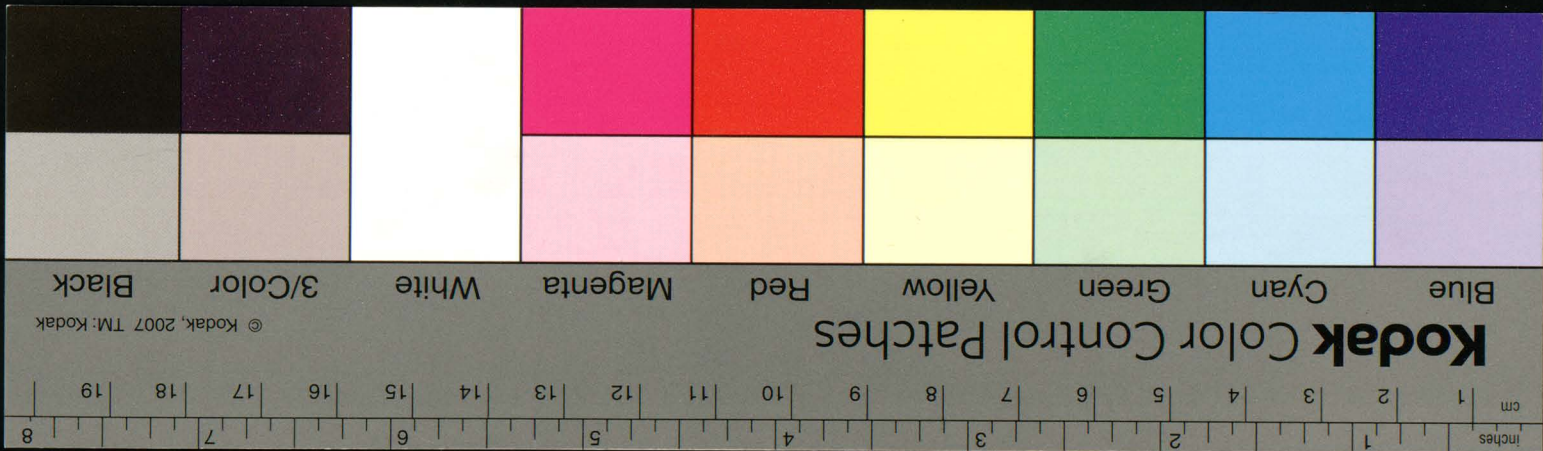 inches 1 2 3 4 5 6 7 8
cm 1 2 3 4 5 6 7 8 9 10 11 12 13 14 15 16 17 18 19
Kodak Color Control Patches © Kodak, 2007 TM: Kodak
Blue Cyan Green Yellow Red Magenta White 3/Color Black